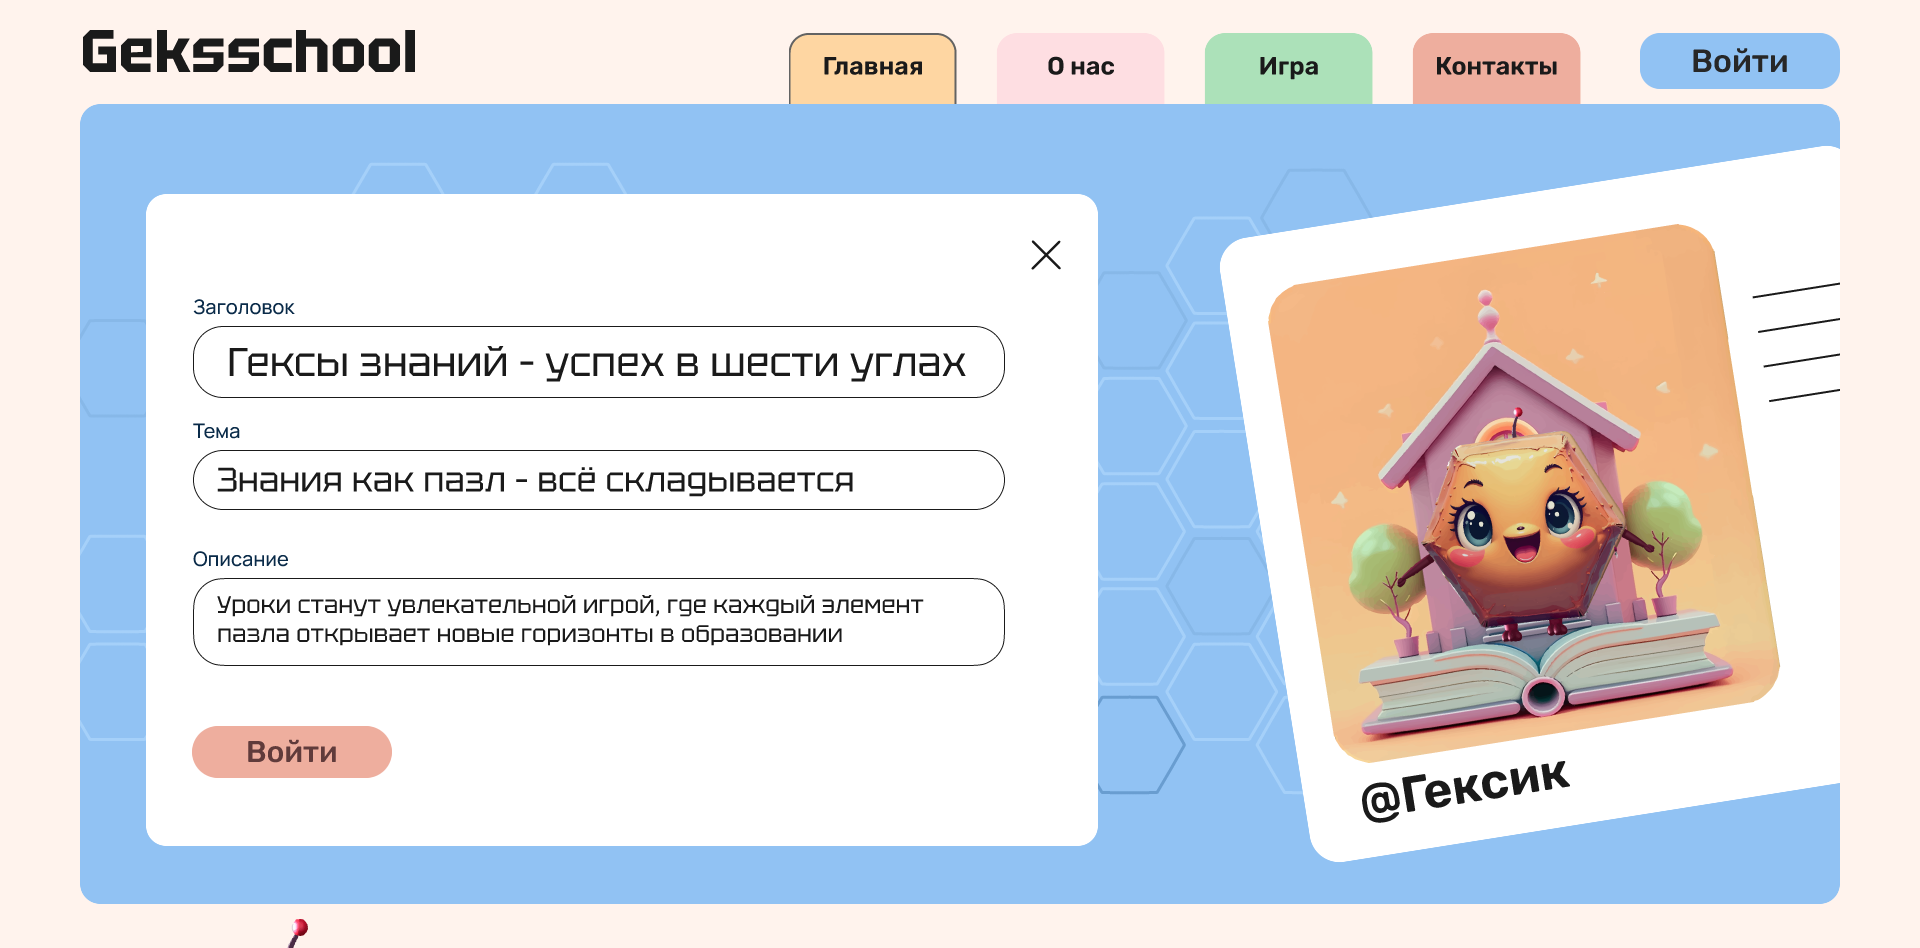 Geksschool
Главная
О нас
Игра
Контакты
Войти
Заголовок
Гексы знаний - успех в шести углах
Тема
Знания как пазл - всё складывается
Описание
Уроки станут увлекательной игрой, где каждый элемент
пазла открывает новые горизонты в образовании
Войти
@Гексик